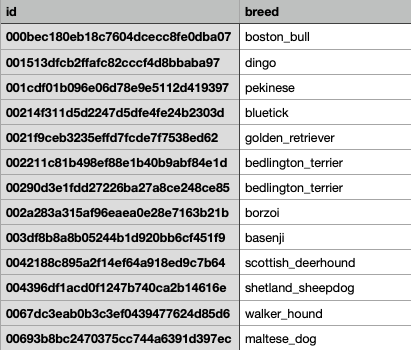 id breed
000bec180eb18c7604dcecc8fe0dba07 boston_bull
001513dfcb2ffafc82cccf4d8bbaba97 dingo
001cdf01b096e06d78e9e5112d419397 pekinese
00214f311d5d2247d5dfe4fe24b2303d bluetick
0021f9ceb3235effd7fcde7f7538ed62 golden_retriever
002211c81b498ef88e1b40b9abf84e1d bedlington_terrier
00290d3e1fdd27226ba27a8ce248ce85 bedlington_terrier
002a283a315af96eaea0e28e7163b21b borzoi
003df8b8a8b05244b1d920bb6cf451f9 basenji
0042188c895a2f14ef64a918ed9c7b64 scottish_deerhound
004396df1acd0f1247b740ca2b14616e shetland_sheepdog
0067dc3eab0b3c3ef0439477624d85d6 walker_hound
00693b8bc2470375cc744a6391d397ec maltese_dog